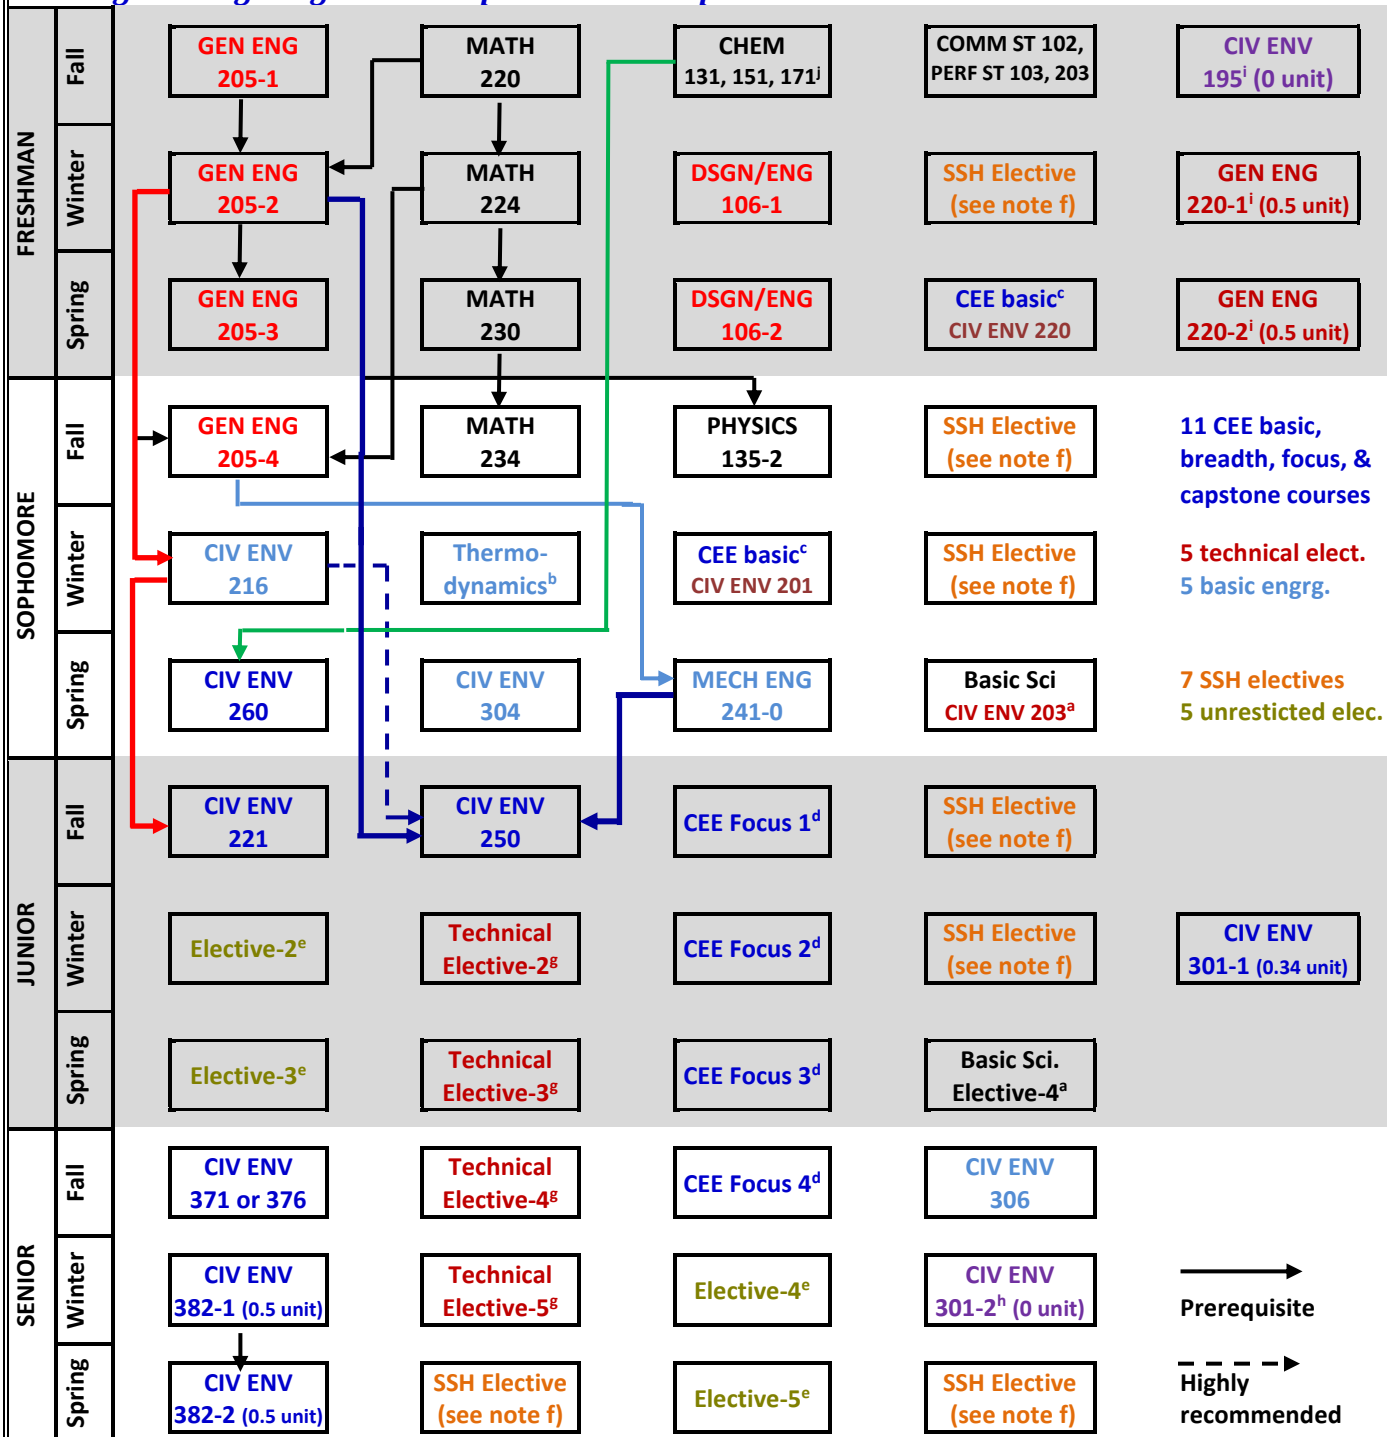 FRESHMAN
Fall
GEN ENG
205-1
MATH
220
CHEM
131, 151, 171j
COMM ST 102,
PERF ST 103, 203
CIV ENV
195i (0 unit)
Winter
GEN ENG
205-2
MATH
224
DSGN/ENG
106-1
SSH Elective
(see note f)
GEN ENG
220-1i (0.5 unit)
Spring
GEN ENG
205-3
MATH
230
DSGN/ENG
106-2
CEE basicc
CIV ENV 220
GEN ENG
220-2i (0.5 unit)
SOPHOMORE
Fall
GEN ENG
205-4
MATH
234
PHYSICS
135-2
SSH Elective
(see note f)
11 CEE basic,
breadth, focus, &
capstone courses
Winter
CIV ENV
216
Thermo-
dynamicsb
CEE basicc
CIV ENV 201
SSH Elective
(see note f)
5 technical elect.
5 basic engrg.
Spring
CIV ENV
260
CIV ENV
304
MECH ENG
241-0
Basic Sci
CIV ENV 203a
7 SSH electives
5 unresticted elec.
JUNIOR
Fall
CIV ENV
221
CIV ENV
250
CEE Focus 1d
SSH Elective
(see note f)
Winter
Elective-2e
Technical
Elective-2g
CEE Focus 2d
SSH Elective
(see note f)
CIV ENV
301-1 (0.34 unit)
Spring
Elective-3e
Technical
Elective-3g
CEE Focus 3d
Basic Sci.
Elective-4a
SENIOR
Fall
CIV ENV
371 or 376
Technical
Elective-4g
CEE Focus 4d
CIV ENV
306
Winter
CIV ENV
382-1 (0.5 unit)
Technical
Elective-5g
Elective-4e
CIV ENV
301-2h (0 unit)
Prerequisite
Spring
CIV ENV
382-2 (0.5 unit)
SSH Elective
(see note f)
Elective-5e
SSH Elective
(see note f)
Highly
recommended